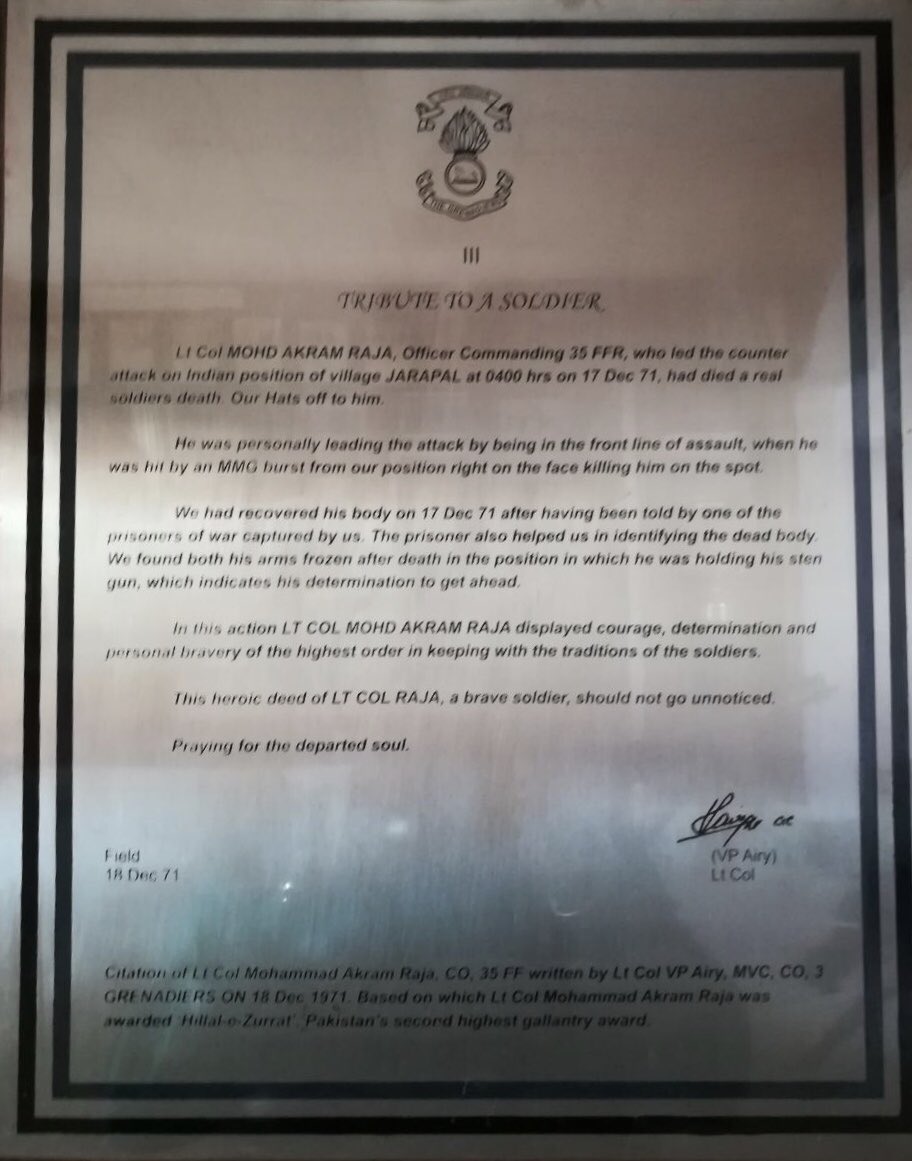 III
TRIBUTE TO A SOLDIER
Lt Col MOHD AKRAM RAJA, Officer Commanding 35 FFR, who led the counter
attack on Indian position of village JARAPAL at 0400 hrs on 17 Dec 71, had died a real
soldiers death. Our Hats off to him.
He was personally leading the attack by being in the front line of assault, when he
was hit by an MMG burst from our position right on the face killing him on the spot.
We had recovered his body on 17 Dec 71 after having been told by one of the
prisoners of war captured by us. The prisoner also helped us in identifying the dead body.
We found both his arms frozen after death in the position in which he was holding his sten
gun, which indicates his determination to get ahead.
In this action LT COL MOHD AKRAM RAJA displayed courage, determination and
personal bravery of the highest order in keeping with the traditions of the soldiers.
This heroic deed of LT COL RAJA, a brave soldier, should not go unnoticed.
Praying for the departed soul.
Field
18 Dec 71
(VP Airy)
Lt Col
Citation of Lt Col Mohammad Akram Raja, CO, 35 FF written by Lt Col VP Airy, MVC, CO, 3
GRENADIERS ON 18 Dec 1971. Based on which Lt Col Mohammad Akram Raja was
awarded 'Hillal-e-Zurrat', Pakistan's second highest gallantry award.